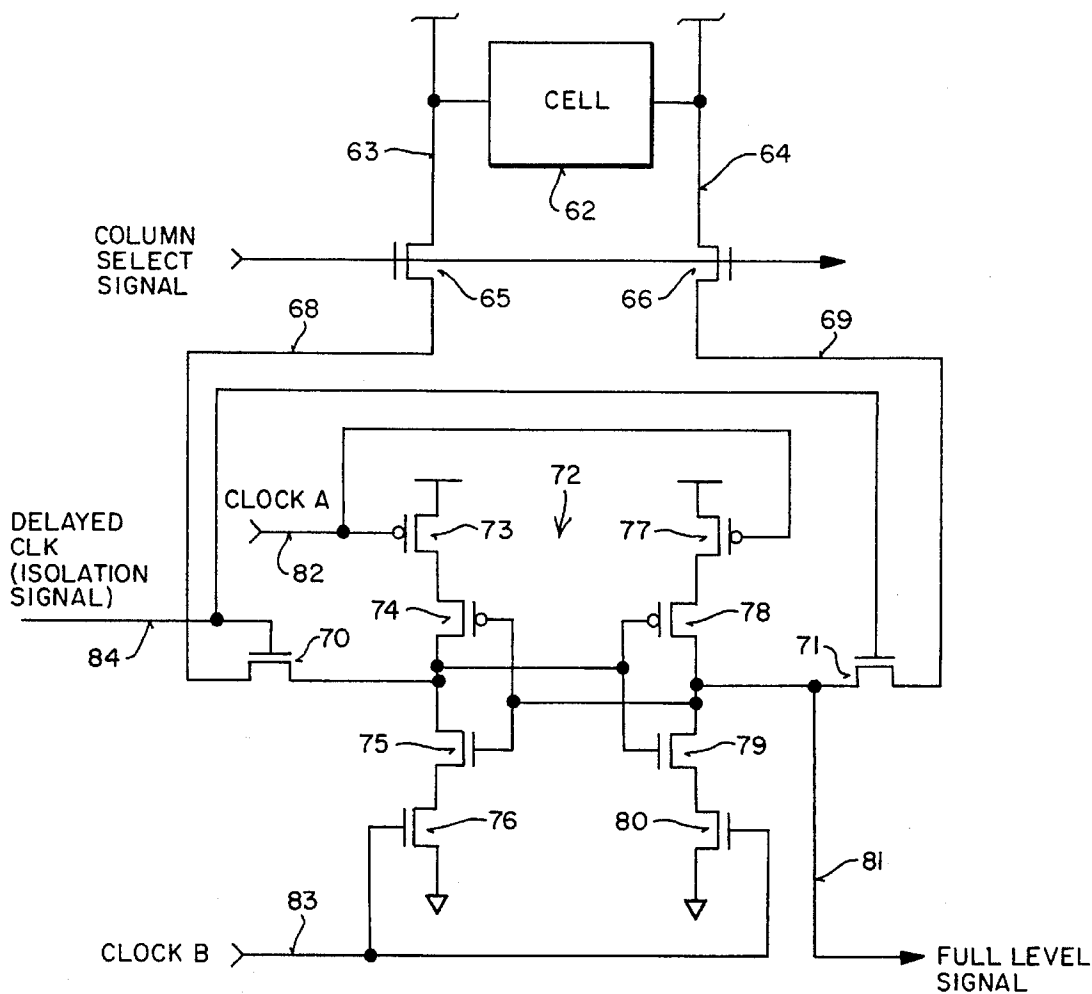 CELL
63
64
62
COLUMN
SELECT
SIGNAL
65
66
68
69
72
CLOCK A
73
77
DELAYED
CLK
(ISOLATION
SIGNAL)
82
74
78
84
70
71
75
79
76
80
81
83
CLOCK B
FULL LEVEL
SIGNAL